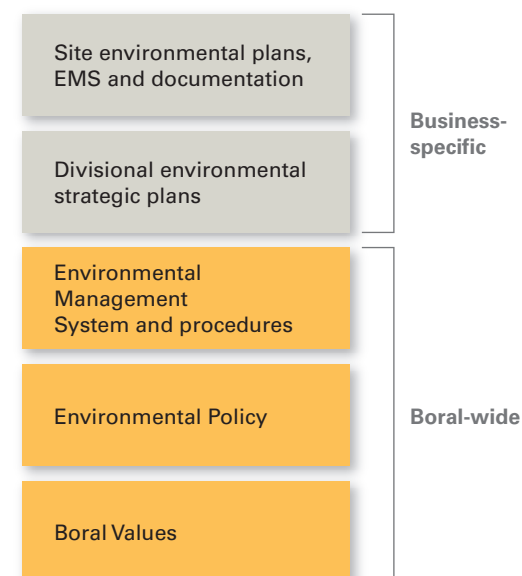 Site environmental plans,
EMS and documentation
Business-
specific
Divisional environmental
strategic plans
Environmental
Management
System and procedures
Environmental Policy
Boral-wide
Boral Values